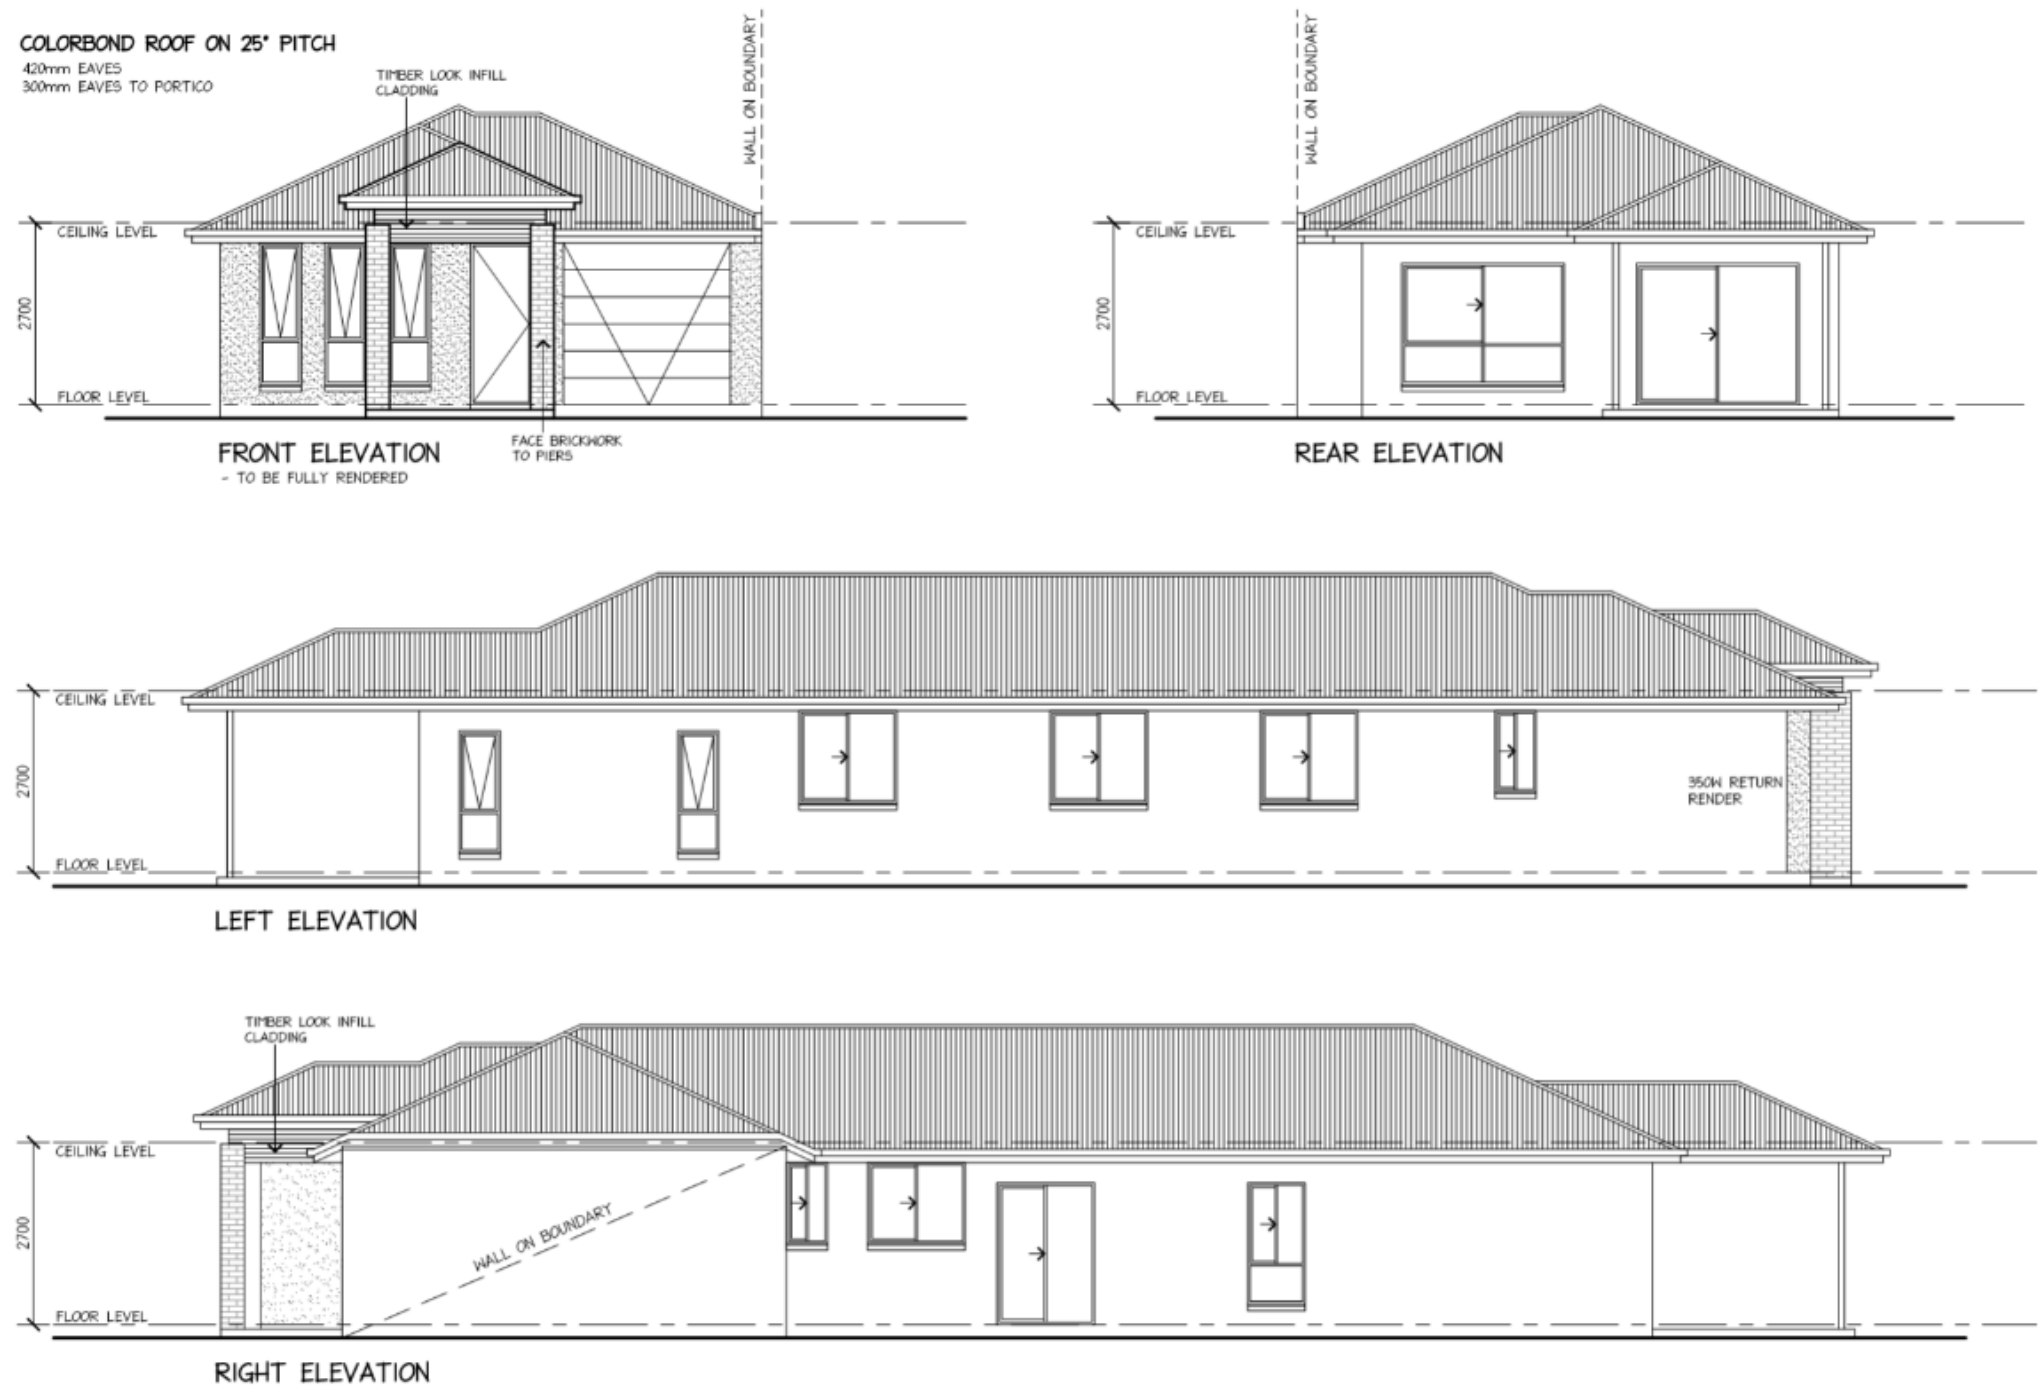 COLORBOND ROOF ON 25° PITCH
420mm EAVES
300mm EAVES TO PORTICO
TIMBER LOOK INFILL
CLADDING
WALL ON BOUNDARY
CEILING LEVEL
2700
FLOOR LEVEL
FRONT ELEVATION
- TO BE FULLY RENDERED
FACE BRICKWORK
TO PIERS
WALL ON BOUNDARY
CEILING LEVEL
2700
FLOOR LEVEL
REAR ELEVATION
CEILING LEVEL
2700
FLOOR LEVEL
350W RETURN
RENDER
LEFT ELEVATION
TIMBER LOOK INFILL
CLADDING
CEILING LEVEL
2700
WALL ON BOUNDARY
FLOOR LEVEL
RIGHT ELEVATION